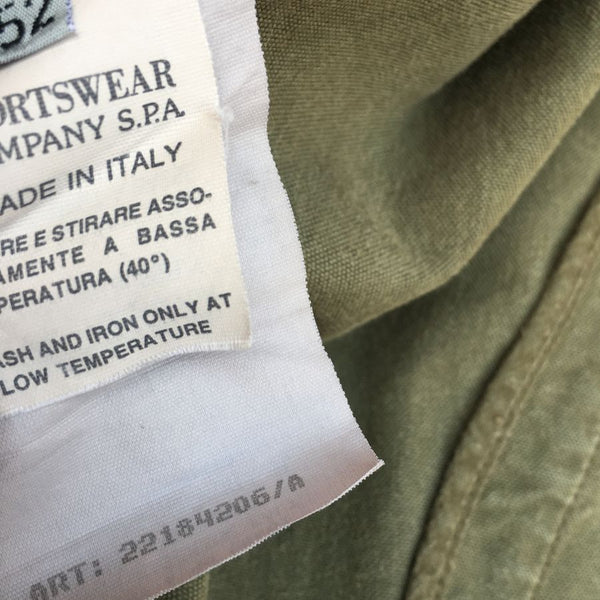 52
ORTSWEAR
MPANY S.P.A.
ADE IN ITALY
RE E STIRARE ASSO-
AMENTE A BASSA
PERATURA (40°)
ASH AND IRON ONLY AT
LOW TEMPERATURE
ART: 22184206/A